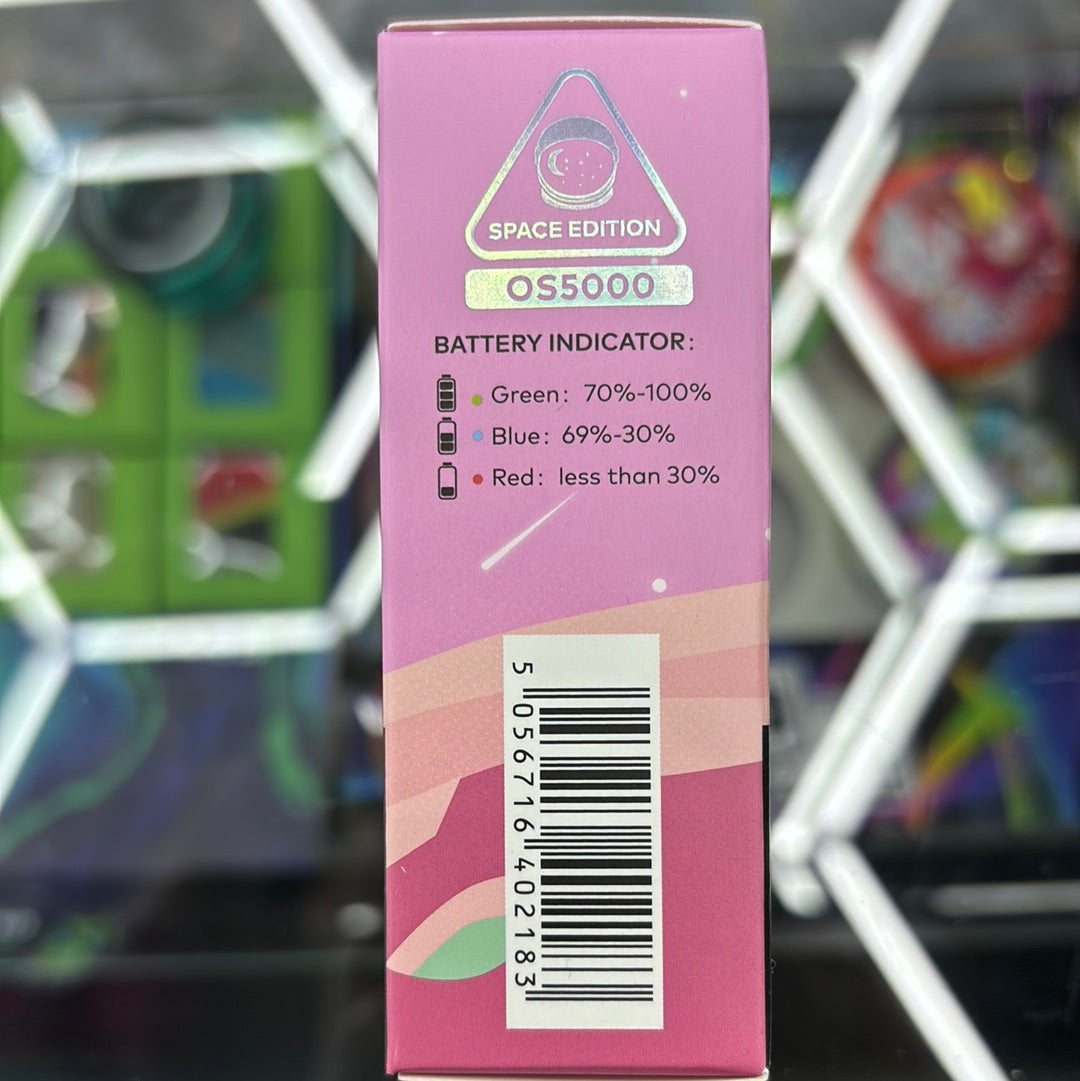 SPACE EDITION
OS5000
BATTERY INDICATOR:
Green: 70%-100%
Blue: 69%-30%
Red: less than 30%
5 056716 402183